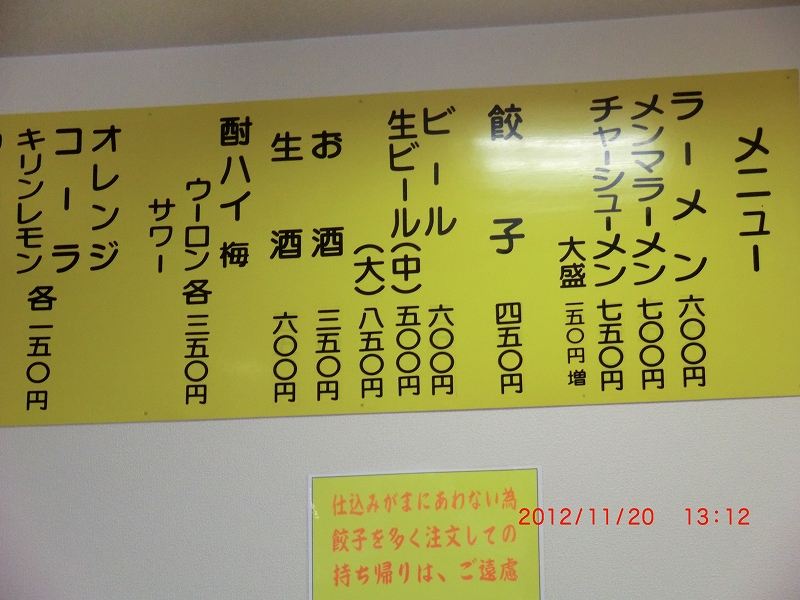 メニュー
ラーメン 六〇〇円
メンマラーメン 七〇〇円
チャーシューメン 七五〇円
大盛 一五〇円増
餃子 四五〇円
ビール 六〇〇円
生ビール(中) 五〇〇円
(大) 八五〇円
お酒 三五〇円
生酒 六〇〇円
酎ハイ 梅
ウーロン 各三五〇円
サワー
オレンジ
コーラ
キリンレモン 各一五〇円
仕込みがまにあわない為
餃子を多く注文しての
持ち帰りは、ご遠慮
2012/11/20 13:12